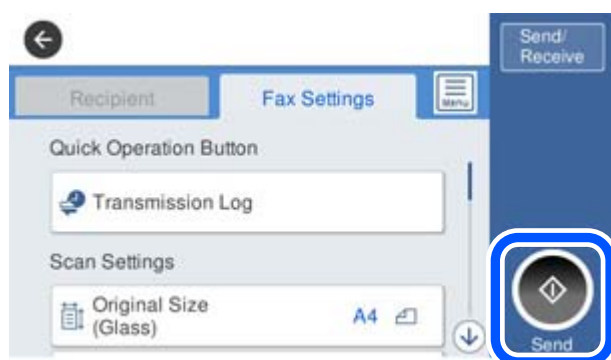 Send/
Receive
Recipient
Fax Settings
Menu
Quick Operation Button
Transmission Log
Scan Settings
Original Size
(Glass)
A4
Send